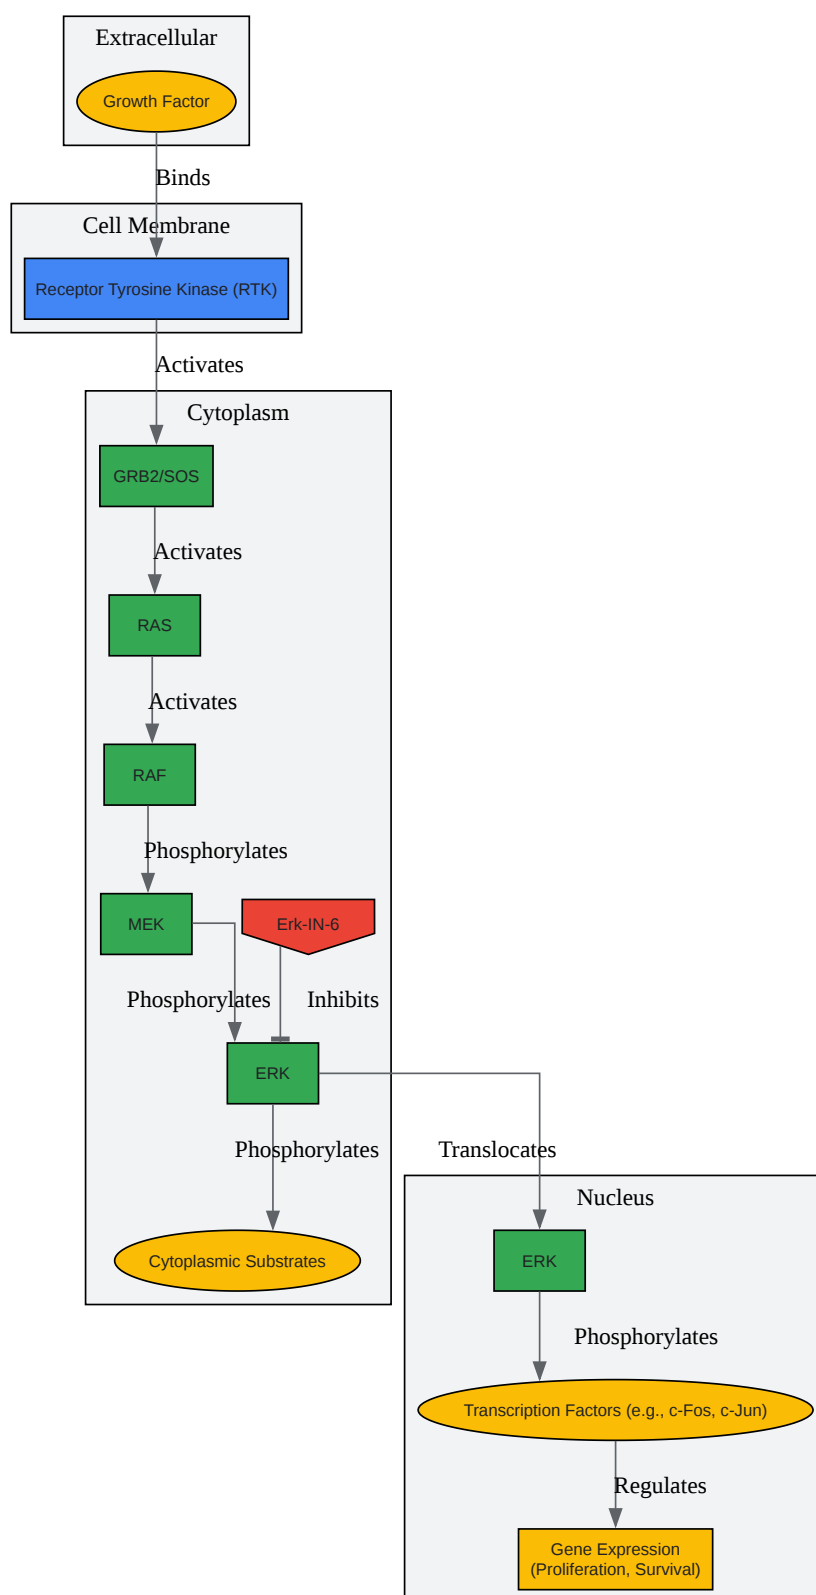 Extracellular
Growth Factor
Binds
Cell Membrane
Receptor Tyrosine Kinase (RTK)
Activates
Cytoplasm
GRB2/SOS
Activates
RAS
Activates
RAF
Phosphorylates
MEK
Erk-IN-6
Phosphorylates
Inhibits
ERK
Phosphorylates
Translocates
Nucleus
Cytoplasmic Substrates
ERK
Phosphorylates
Transcription Factors (e.g., c-Fos, c-Jun)
Regulates
Gene Expression
(Proliferation, Survival)